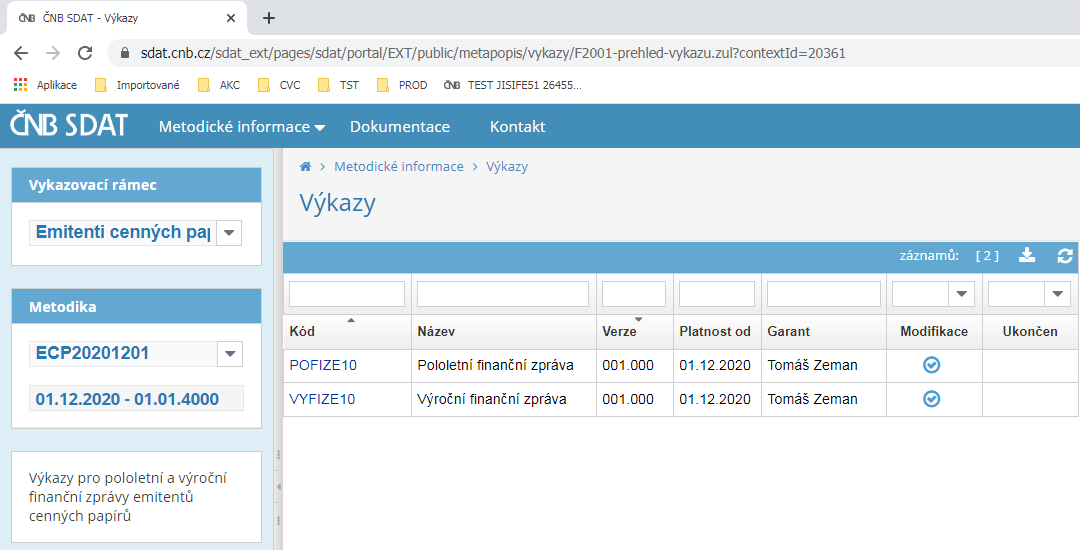 ČNB ČNB SDAT - Výkazy
sdat.cnb.cz/sdat_ext/pages/sdat/portal/EXT/public/metapopis/vykazy/F2001-prehled-vykazu.zul?contextId=20361
Aplikace Importované AKC CVC TST PROD ČNB TEST JISIFE51 26455...
ČNB SDAT Metodické informace Dokumentace Kontakt
Metodické informace > Výkazy
Výkazy
Vykazovací rámec
Emitenti cenných pap
Metodika
ECP20201201
01.12.2020 - 01.01.4000
Výkazy pro pololetní a výroční
finanční zprávy emitentů
cenných papírů
záznamů: [ 2 ]
Kód Název Verze Platnost od Garant Modifikace Ukončen
POFIZE10 Pololetní finanční zpráva 001.000 01.12.2020 Tomáš Zeman
VYFIZE10 Výroční finanční zpráva 001.000 01.12.2020 Tomáš Zeman